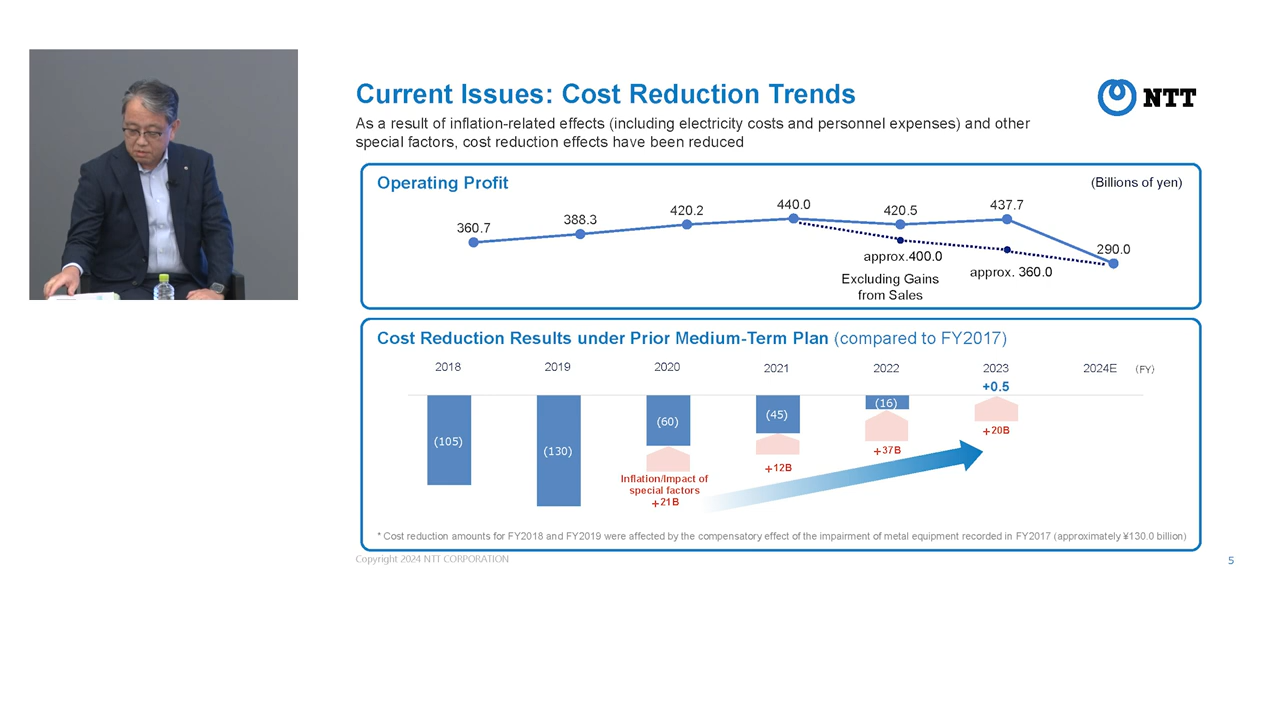 Current Issues: Cost Reduction Trends
NTT
As a result of inflation-related effects (including electricity costs and personnel expenses) and other
special factors, cost reduction effects have been reduced
Operating Profit
(Billions of yen)
360.7
388.3
420.2
440.0
420.5
437.7
290.0
approx.400.0
approx. 360.0
Excluding Gains
from Sales
Cost Reduction Results under Prior Medium-Term Plan (compared to FY2017)
2018
2019
2020
2021
2022
2023
2024E
(FY)
+0.5
(105)
(130)
(60)
(45)
(16)
Inflation/Impact of
special factors
+21B
+12B
+37B
+20B
* Cost reduction amounts for FY2018 and FY2019 were affected by the compensatory effect of the impairment of metal equipment recorded in FY2017 (approximately ¥130.0 billion)
Copyright 2024 NTT CORPORATION
5